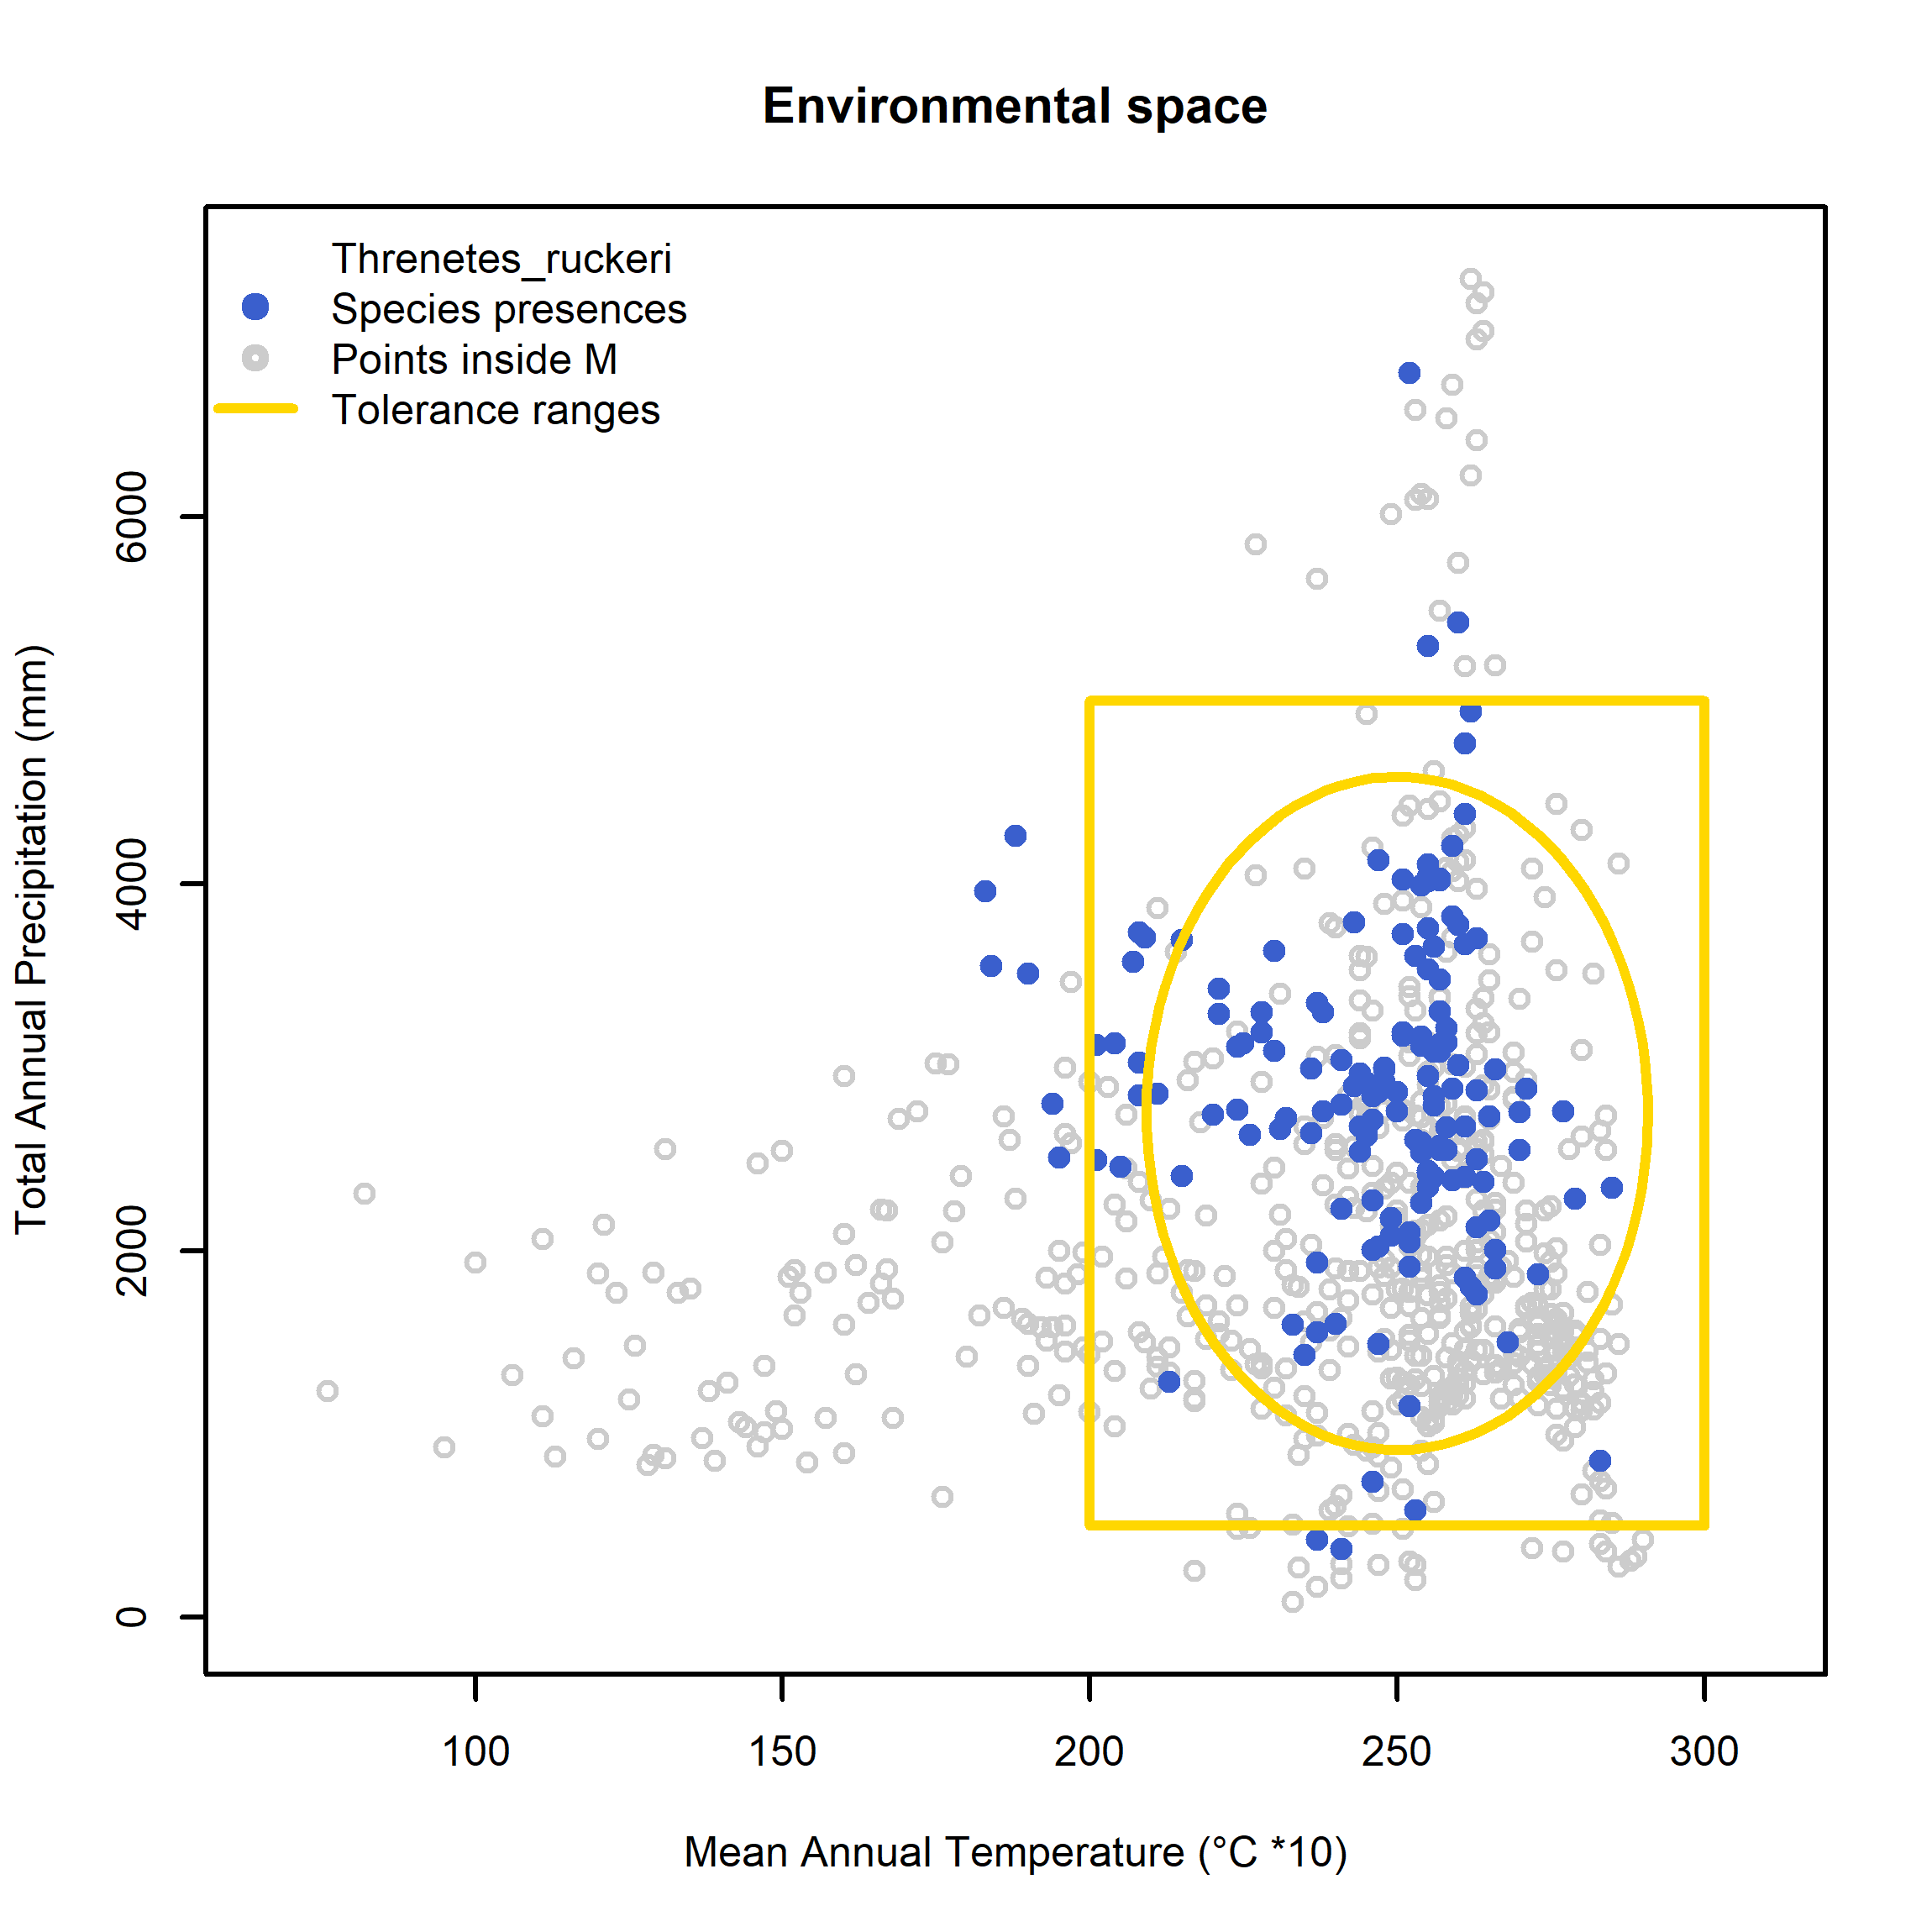 Environmental space
Threnetes_ruckeri
Species presences
Points inside M
Tolerance ranges
Total Annual Precipitation (mm)
6000
4000
2000
0
100 150 200 250 300
Mean Annual Temperature (°C *10)